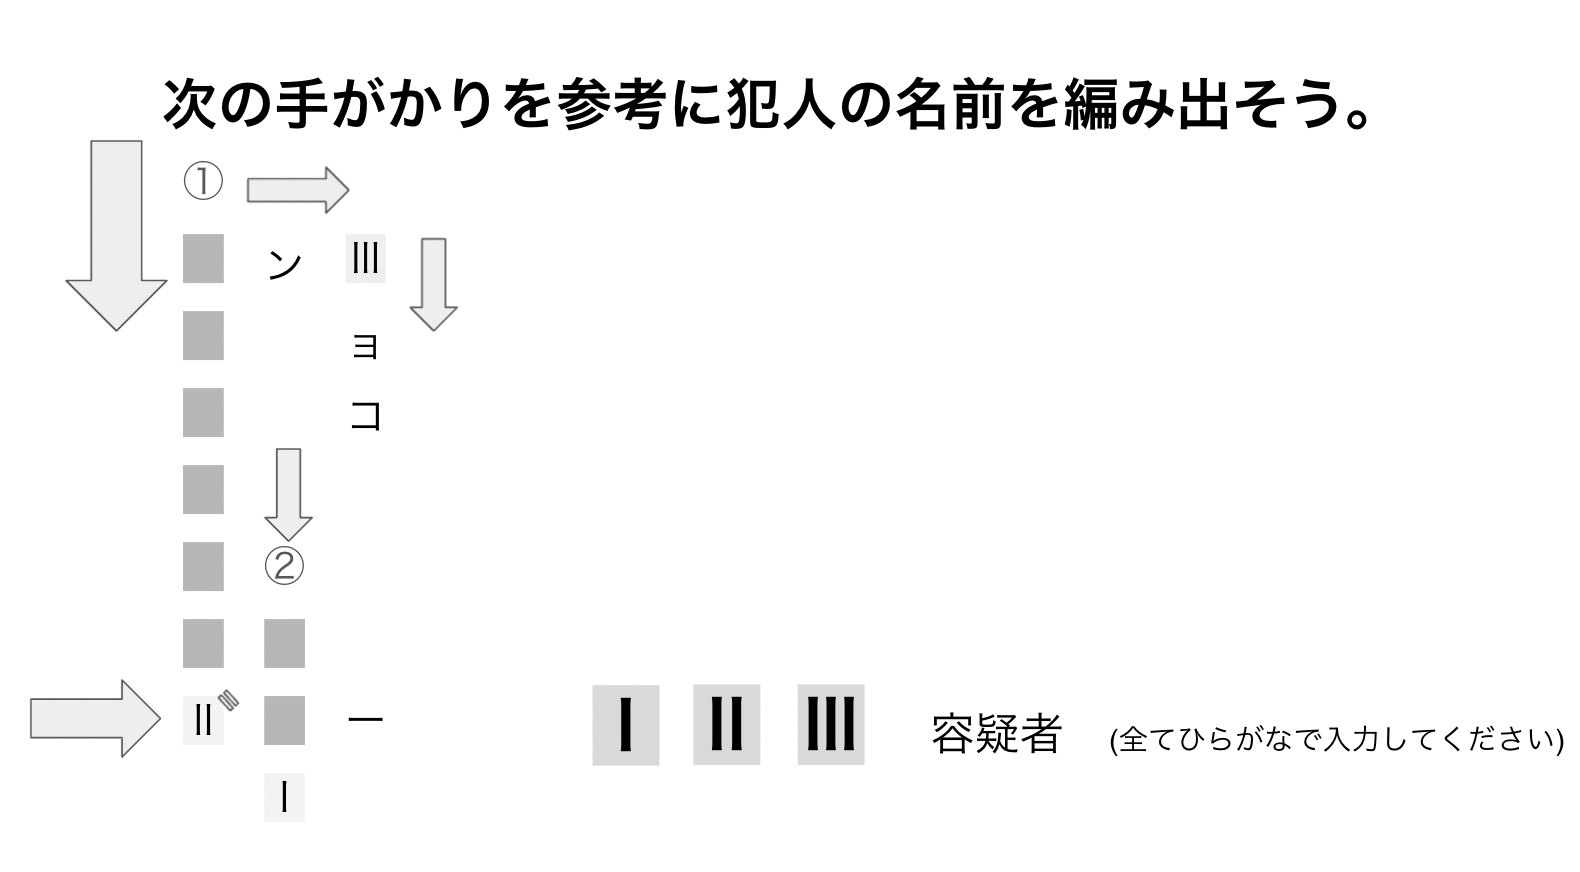 次の手がかりを参考に犯人の名前を編み出そう。
①
ン Ⅲ
ョ
コ
②
Ⅱ ー
Ⅰ
Ⅰ Ⅱ Ⅲ 容疑者 (全てひらがなで入力してください)